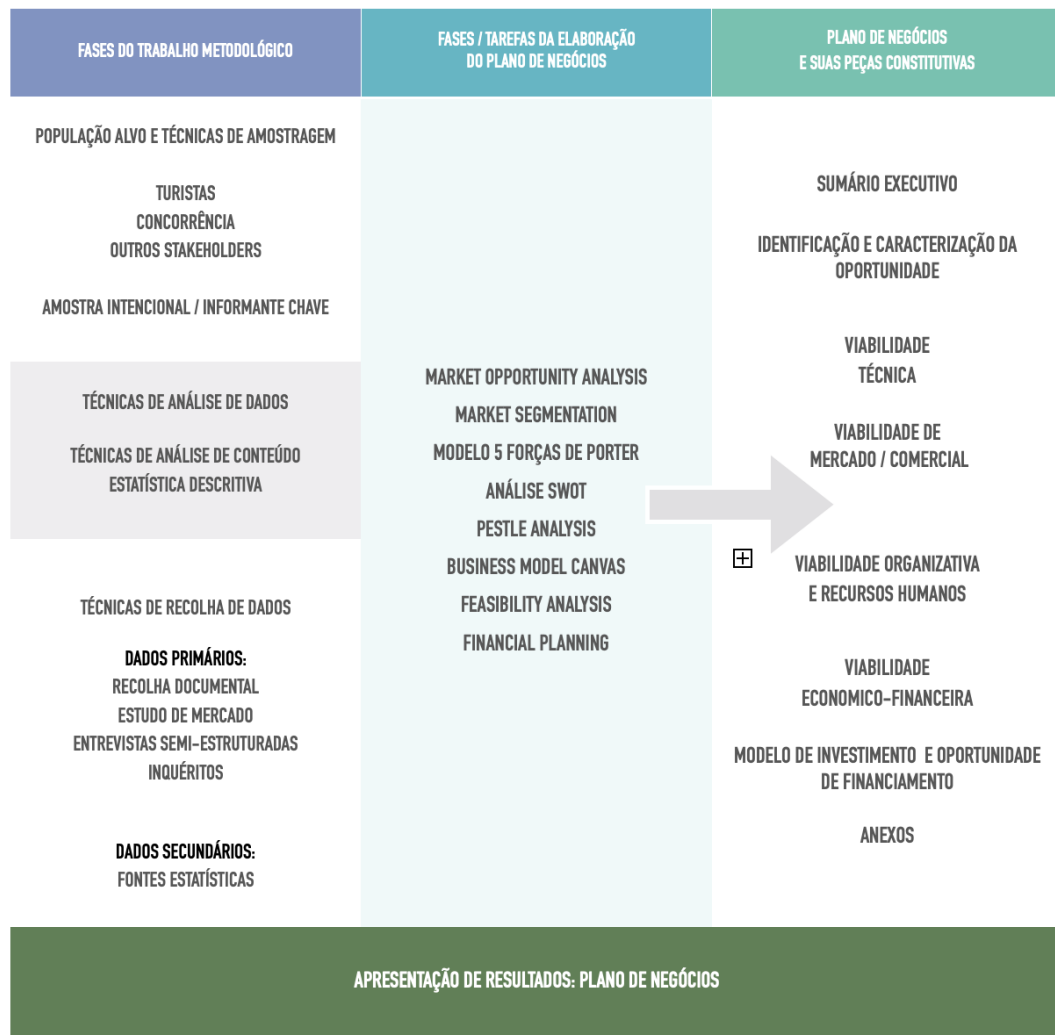 FASES DO TRABALHO METODOLÓGICO
FASES / TAREFAS DA ELABORAÇÃO
DO PLANO DE NEGÓCIOS
PLANO DE NEGÓCIOS
E SUAS PEÇAS CONSTITUTIVAS
POPULAÇÃO ALVO E TÉCNICAS DE AMOSTRAGEM
TURISTAS
CONCORRÊNCIA
OUTROS STAKEHOLDERS
AMOSTRA INTENCIONAL / INFORMANTE CHAVE
TÉCNICAS DE ANÁLISE DE DADOS
TÉCNICAS DE ANÁLISE DE CONTEÚDO
ESTATÍSTICA DESCRITIVA
TÉCNICAS DE RECOLHA DE DADOS
DADOS PRIMÁRIOS:
RECOLHA DOCUMENTAL
ESTUDO DE MERCADO
ENTREVISTAS SEMI-ESTRUTURADAS
INQUÉRITOS
DADOS SECUNDÁRIOS:
FONTES ESTATÍSTICAS
MARKET OPPORTUNITY ANALYSIS
MARKET SEGMENTATION
MODELO 5 FORÇAS DE PORTER
ANÁLISE SWOT
PESTLE ANALYSIS
BUSINESS MODEL CANVAS
FEASIBILITY ANALYSIS
FINANCIAL PLANNING
SUMÁRIO EXECUTIVO
IDENTIFICAÇÃO E CARACTERIZAÇÃO DA
OPORTUNIDADE
VIABILIDADE
TÉCNICA
VIABILIDADE DE
MERCADO / COMERCIAL
VIABILIDADE ORGANIZATIVA
E RECURSOS HUMANOS
VIABILIDADE
ECONOMICO-FINANCEIRA
MODELO DE INVESTIMENTO E OPORTUNIDADE
DE FINANCIAMENTO
ANEXOS
APRESENTAÇÃO DE RESULTADOS: PLANO DE NEGÓCIOS